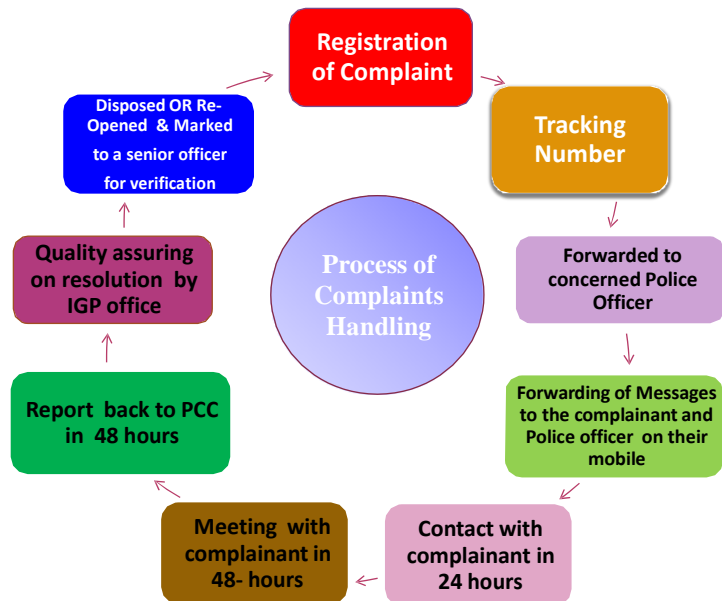 Registration
of Complaint
Tracking
Number
Forwarded to
concerned Police
Officer
Forwarding of Messages
to the complainant and
Police officer on their
mobile
Contact with
complainant in
24 hours
Meeting with
complainant in
48- hours
Report back to PCC
in 48 hours
Quality assuring
on resolution by
IGP office
Disposed OR Re-
Opened & Marked
to a senior officer
for verification
Process of
Complaints
Handling